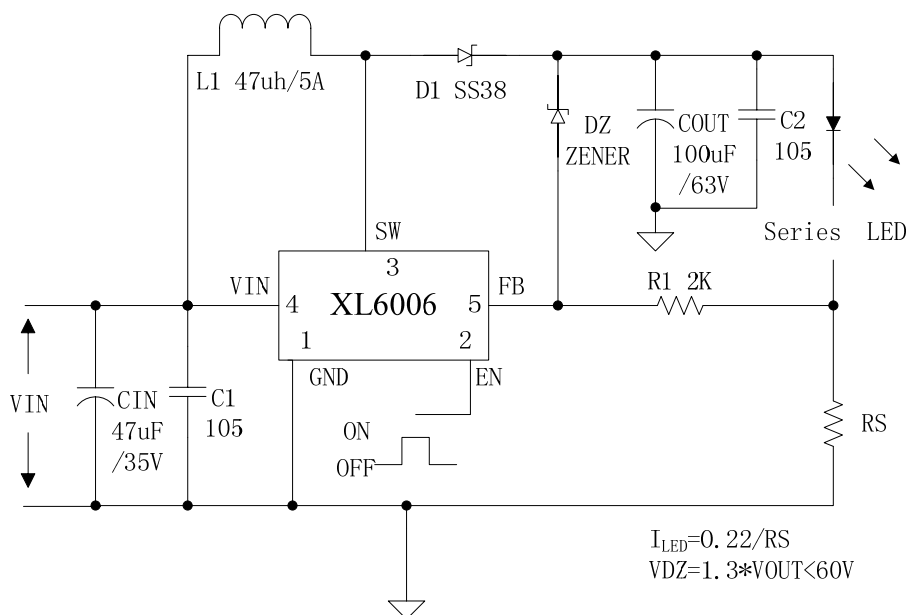 L1 47uh/5A
D1 SS38
DZ
ZENER
COUT
100uF
/63V
C2
105
Series LED
SW
3
VIN
4
XL6006
5
FB
R1 2K
1
2
GND
EN
VIN
CIN
47uF
/35V
C1
105
ON
OFF
RS
I_LED=0.22/RS
VDZ=1.3*VOUT<60V